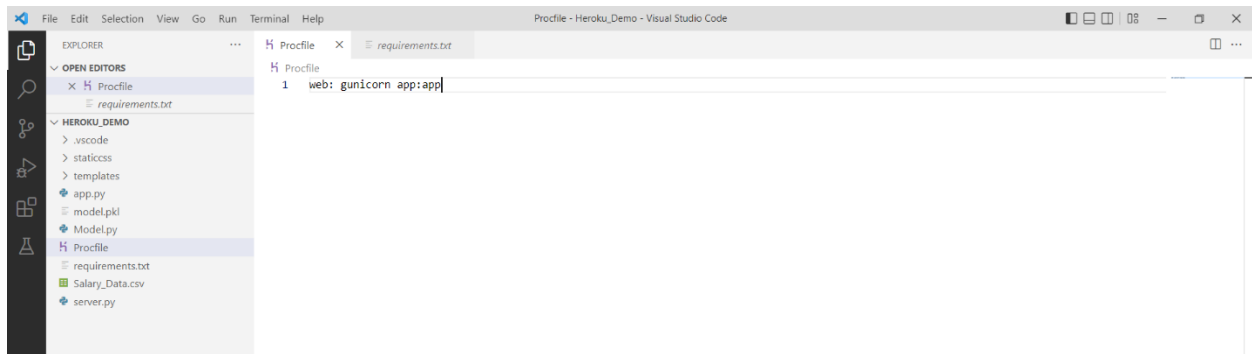 File Edit Selection View Go Run Terminal Help Procfile - Heroku_Demo - Visual Studio Code
EXPLORER
OPEN EDITORS
Procfile
requirements.txt
HEROKU_DEMO
.vscode
staticcss
templates
app.py
model.pkl
Model.py
Procfile
requirements.txt
Salary_Data.csv
server.py
Procfile requirements.txt
Procfile
1 web: gunicorn app:app